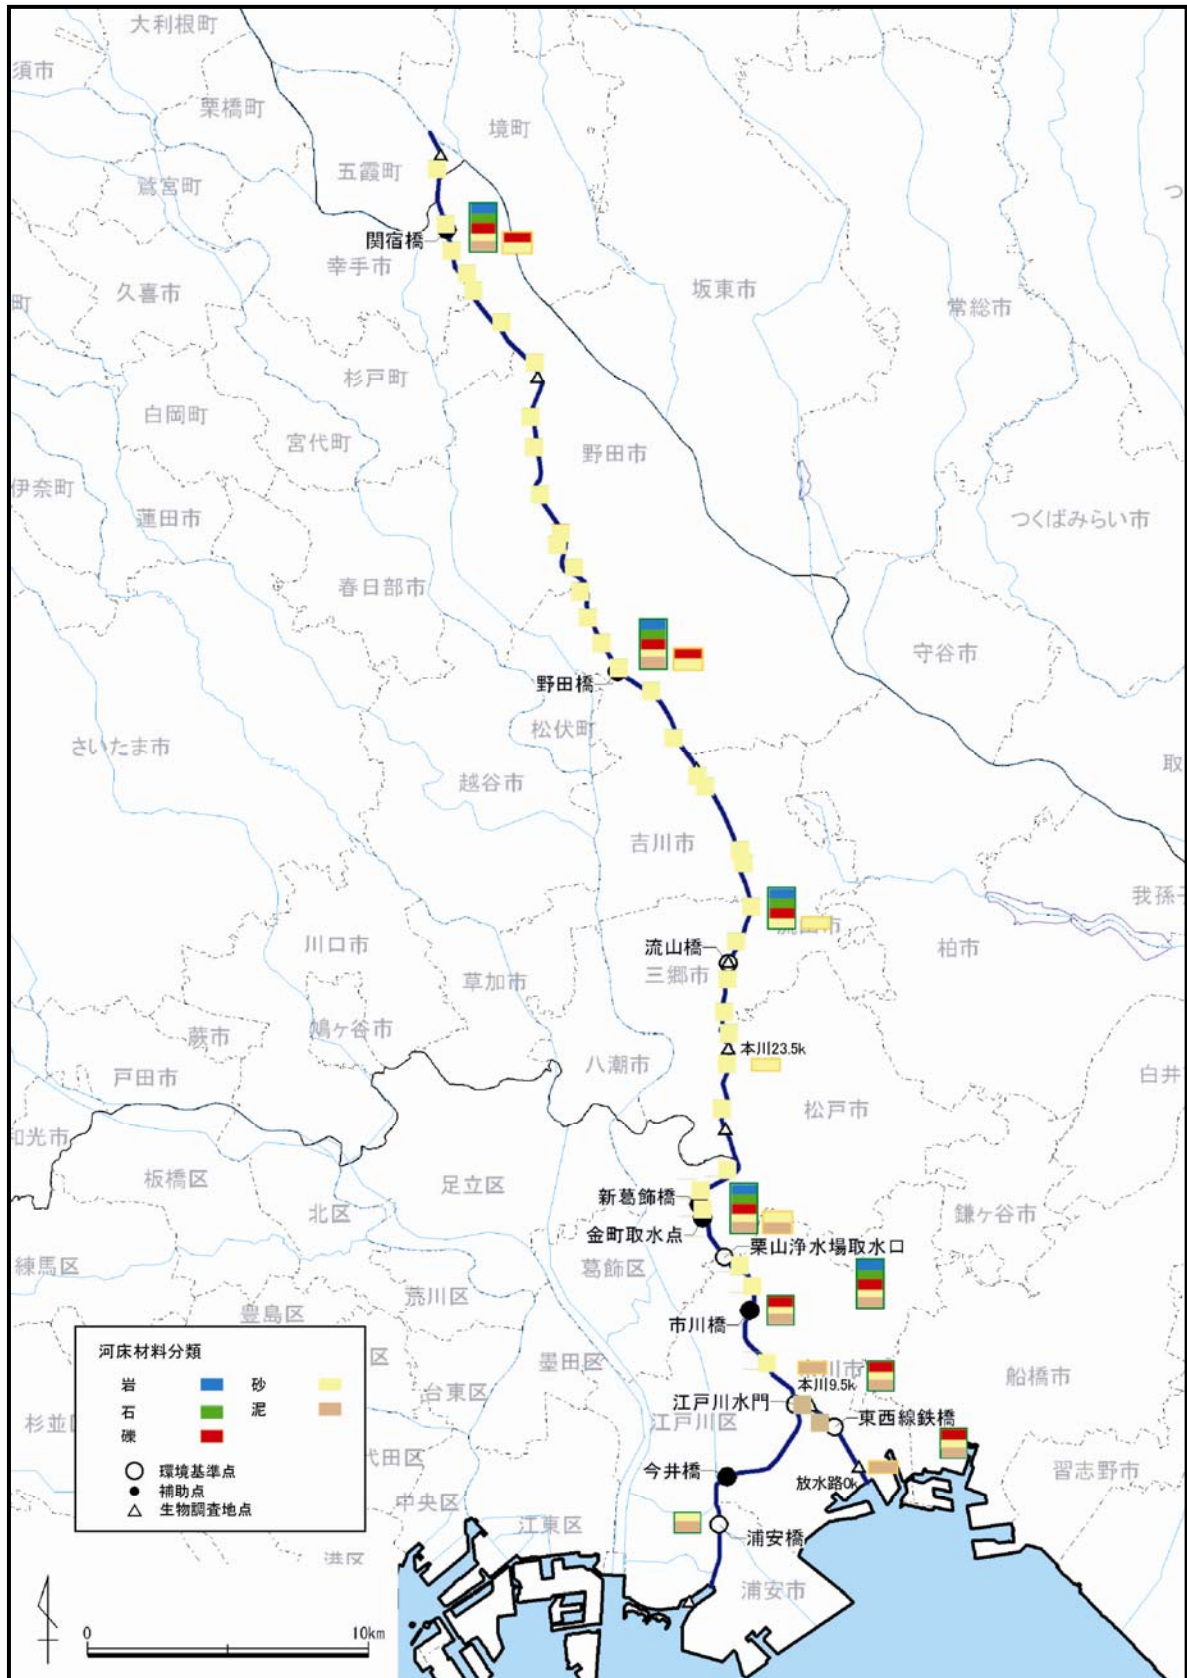 大利根町
須市
栗橋町
境町
五霞町
鷲宮町
つ
関宿橋
幸手市
久喜市
町
坂東市
常総市
杉戸町
白岡町
宮代町
野田市
伊奈町
蓮田市
つくばみらい市
春日部市
守谷市
野田橋
松伏町
さいたま市
取
越谷市
吉川市
我孫子
川口市
流山橋
柏市
三郷市
草加市
蕨市
鳩ヶ谷市
本川23.5k
八潮市
戸田市
白井
松戸市
和光市
板橋区
足立区
新葛飾橋
北区
鎌ヶ谷市
金町取水点
栗山浄水場取水口
練馬区
葛飾区
荒川区
豊島区
市川橋
河床材料分類
区
墨田区
川市
船橋市
岩
砂
台東区
本川9.5k
石
泥
江戸川水門
杉並
江戸川区
東西線鉄橋
礫
代田区
環境基準点
今井橋
習志野市
補助点
放水路0k
中央区
生物調査地点
江東区
浦安橋
港区
浦安市
0
10km